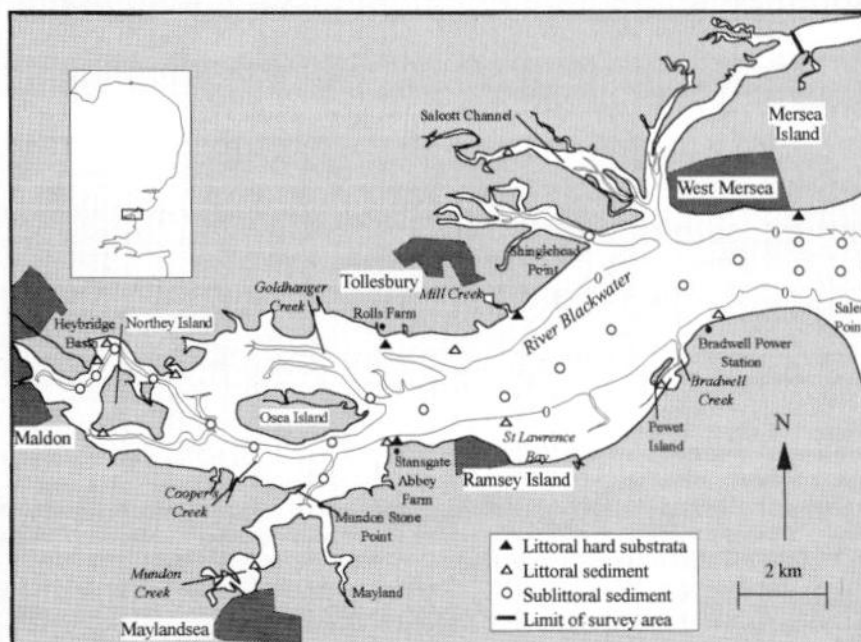 Salcott Channel
Mersea
Island
West Mersea
Shinglehead
Point
Tollesbury
Mill Creek
Goldhanger
Creek
Rolls Farm
River Blackwater
0
0
0
0
Heybridge
Basin
Northey Island
Sales
Point
Bradwell Power
Station
Bradwell
Creek
Osea Island
Pewet
Island
N
Maldon
St Lawrence
Bay
Stansgate
Abbey
Farm
Ramsey Island
Cooper's
Creek
Mundon Stone
Point
Mundon
Creek
Mayland
Maylandsea
Littoral hard substrata
Littoral sediment
Sublittoral sediment
Limit of survey area
2 km